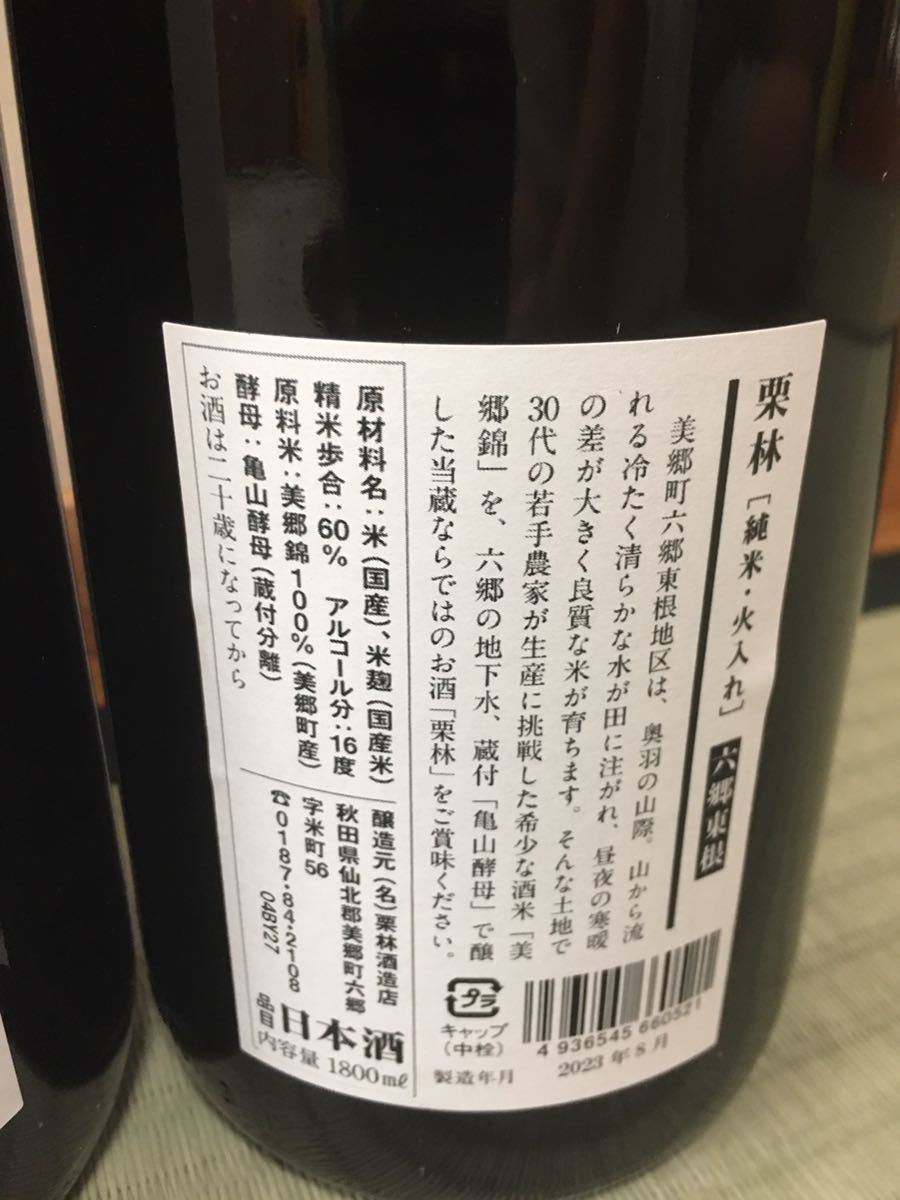 栗林［純米・火入れ］六郷東根
美郷町六郷東根地区は、奥羽の山際。山から流
れる冷たく清らかな水が田に注がれ、昼夜の寒暖
の差が大きく良質な米が育ちます。そんな土地で
30代の若手農家が生産に挑戦した希少な酒米「美
郷錦」を、六郷の地下水、蔵付「亀山酵母」で醸
した当蔵ならではのお酒「栗林」をご賞味ください。
原材料名：米（国産）、米麹（国産米）
精米歩合：60％　アルコール分：16度
原料米：美郷錦100％（美郷町産）
酵母：亀山酵母（蔵付分離）
お酒は二十歳になってから
醸造元（名）栗林酒造店
秋田県仙北郡美郷町六郷
字米町56
☎0187・84・2108
04BY27
品目 日本酒
内容量 1800mℓ
プラ
キャップ
（中栓）
4 936545 660521
製造年月 2023年8月